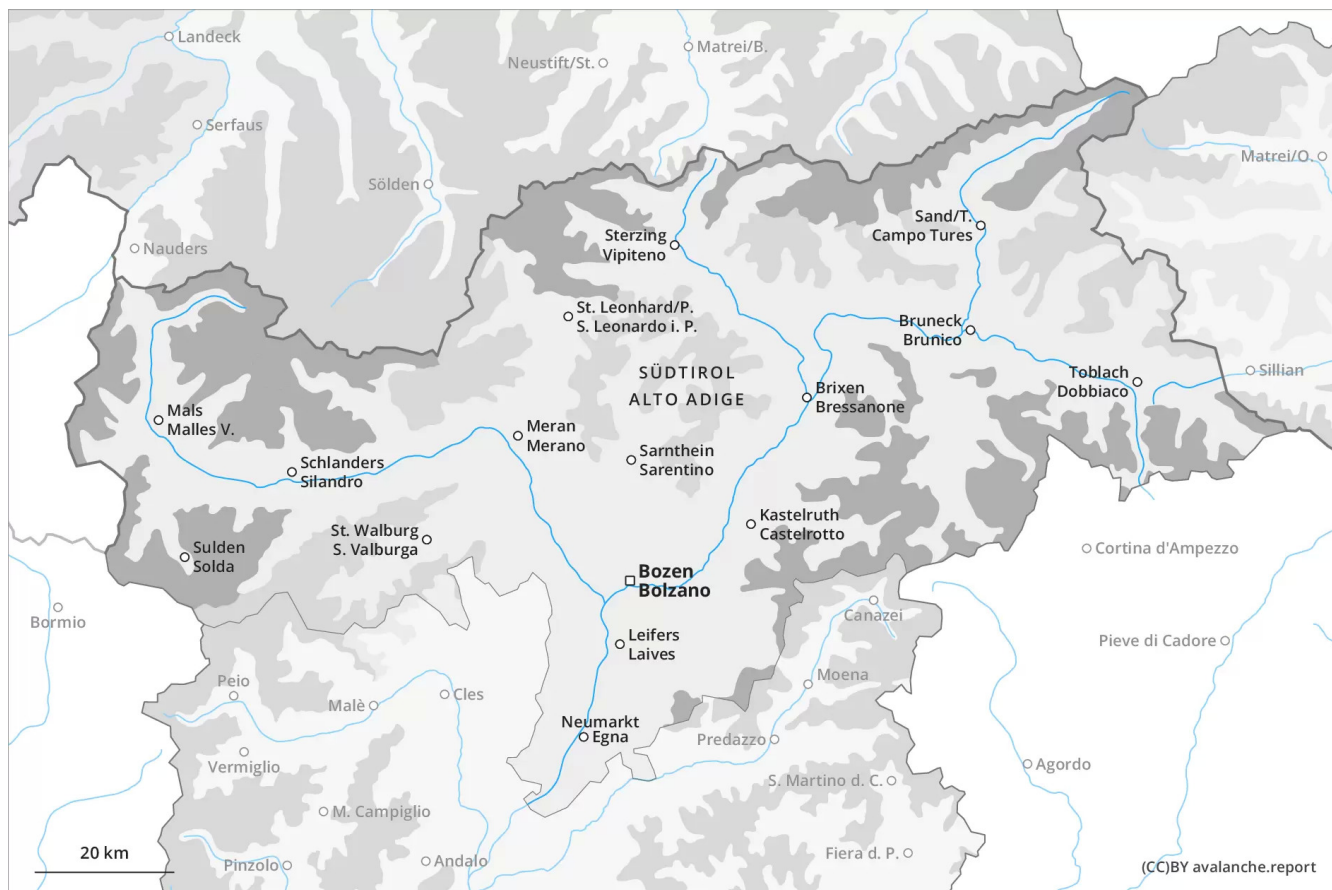 Landeck
Matrei/B.
Neustift/St.
Serfaus
Matrei/O.
Sölden
Sand/T.
Campo Tures
Nauders
Sterzing
Vipiteno
St. Leonhard/P.
S. Leonardo i. P.
Bruneck
Brunico
SÜDTIROL
ALTO ADIGE
Toblach
Dobbiaco
Sillian
Brixen
Bressanone
Mals
Malles V.
Meran
Merano
Schlanders
Silandro
Sarnthein
Sarentino
Kastelruth
Castelrotto
St. Walburg
S. Valburga
Sulden
Solda
Cortina d'Ampezzo
Bozen
Bolzano
Bormio
Canazei
Leifers
Laives
Pieve di Cadore
Peio
Moena
Malè
Cles
Neumarkt
Egna
Predazzo
Vermiglio
Agordo
S. Martino d. C.
M. Campiglio
20 km
Pinzolo
Andalo
Fiera d. P.
(CC)BY avalanche.report